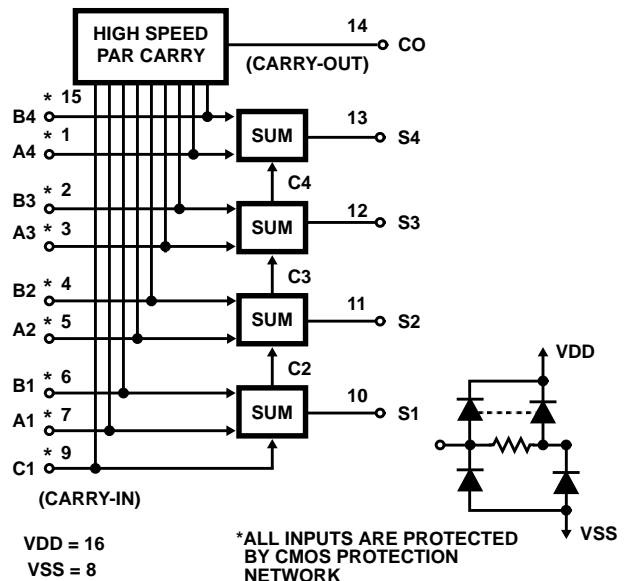 HIGH SPEED
PAR CARRY
14
CO
(CARRY-OUT)
* 15
B4
* 1
A4
SUM
13
S4
C4
* 2
B3
* 3
A3
SUM
12
S3
C3
* 4
B2
* 5
A2
SUM
11
S2
C2
* 6
B1
* 7
A1
SUM
10
S1
* 9
C1
(CARRY-IN)
VDD
VSS
VDD = 16
VSS = 8
*ALL INPUTS ARE PROTECTED
BY CMOS PROTECTION
NETWORK